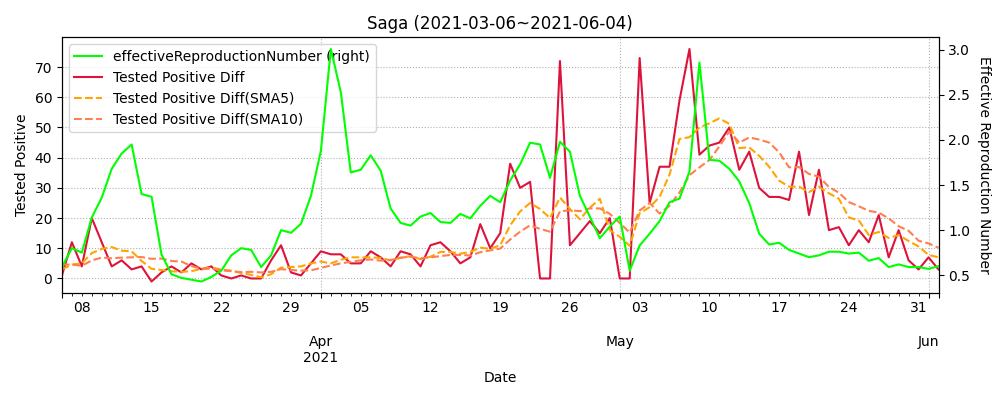 Saga (2021-03-06~2021-06-04)
effectiveReproductionNumber (right)
Tested Positive Diff
Tested Positive Diff(SMA5)
Tested Positive Diff(SMA10)
Tested Positive
70
60
50
40
30
20
10
0
3.0
2.5
2.0
1.5
1.0
0.5
Effective Reproduction Number
08 15 22 29 05 12 19 26 03 10 17 24 31
Apr May Jun
2021
Date